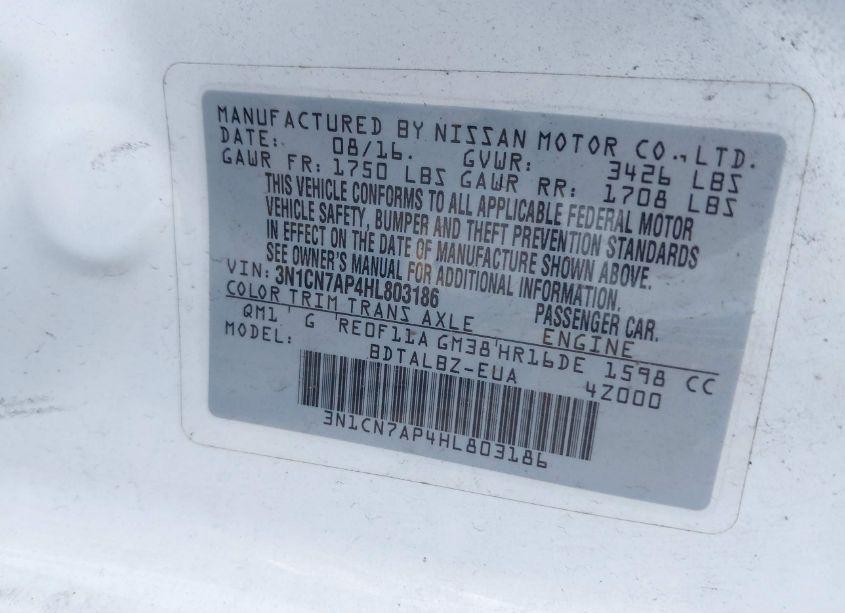 MANUFACTURED BY NISSAN MOTOR CO., LTD.
DATE: 08/16. GVWR: 3426 LBS
GAWR FR: 1750 LBS GAWR RR: 1708 LBS
THIS VEHICLE CONFORMS TO ALL APPLICABLE FEDERAL MOTOR
VEHICLE SAFETY, BUMPER AND THEFT PREVENTION STANDARDS
IN EFFECT ON THE DATE OF MANUFACTURE SHOWN ABOVE.
SEE OWNER'S MANUAL FOR ADDITIONAL INFORMATION.
VIN: 3N1CN7AP4HL803186 PASSENGER CAR.
COLOR TRIM TRANS AXLE ENGINE
QM1 ' G 'RE0F11A GM38'HR16DE 1598 CC
MODEL: BDTALBZ-EUA 4Z000
3N1CN7AP4HL803186